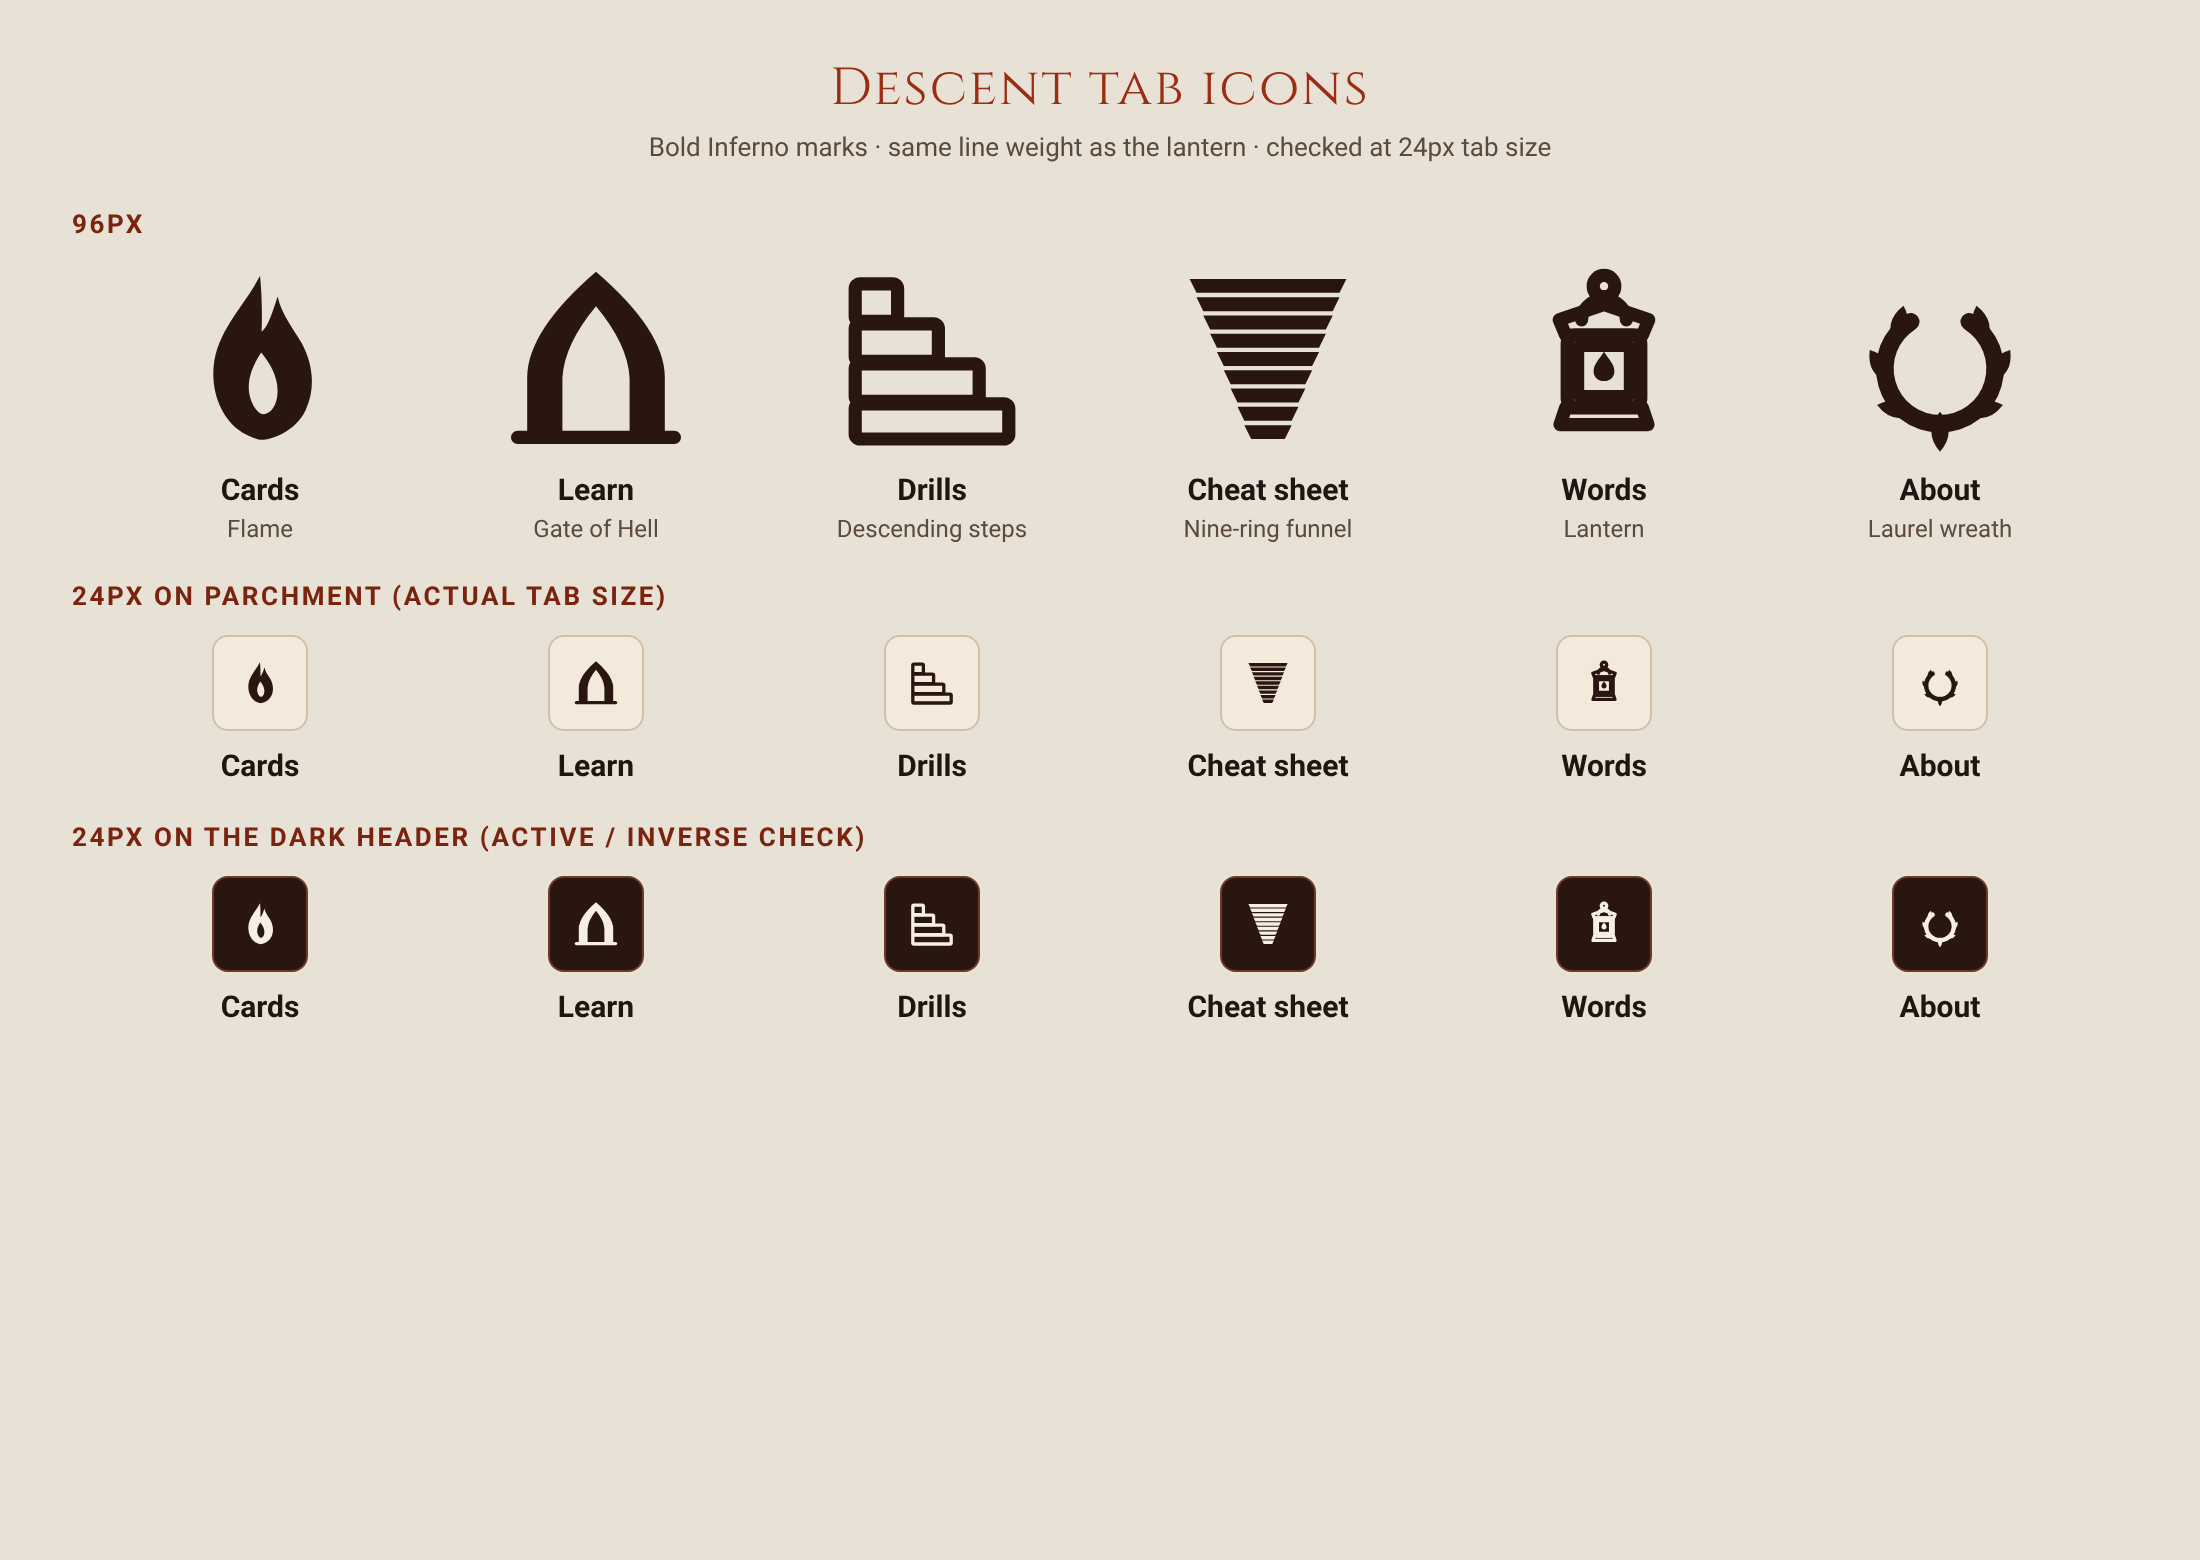 Descent tab icons
Bold Inferno marks · same line weight as the lantern · checked at 24px tab size
96PX
Cards Learn Drills Cheat sheet Words About
Flame Gate of Hell Descending steps Nine-ring funnel Lantern Laurel wreath
24PX ON PARCHMENT (ACTUAL TAB SIZE)
Cards Learn Drills Cheat sheet Words About
24PX ON THE DARK HEADER (ACTIVE / INVERSE CHECK)
Cards Learn Drills Cheat sheet Words About